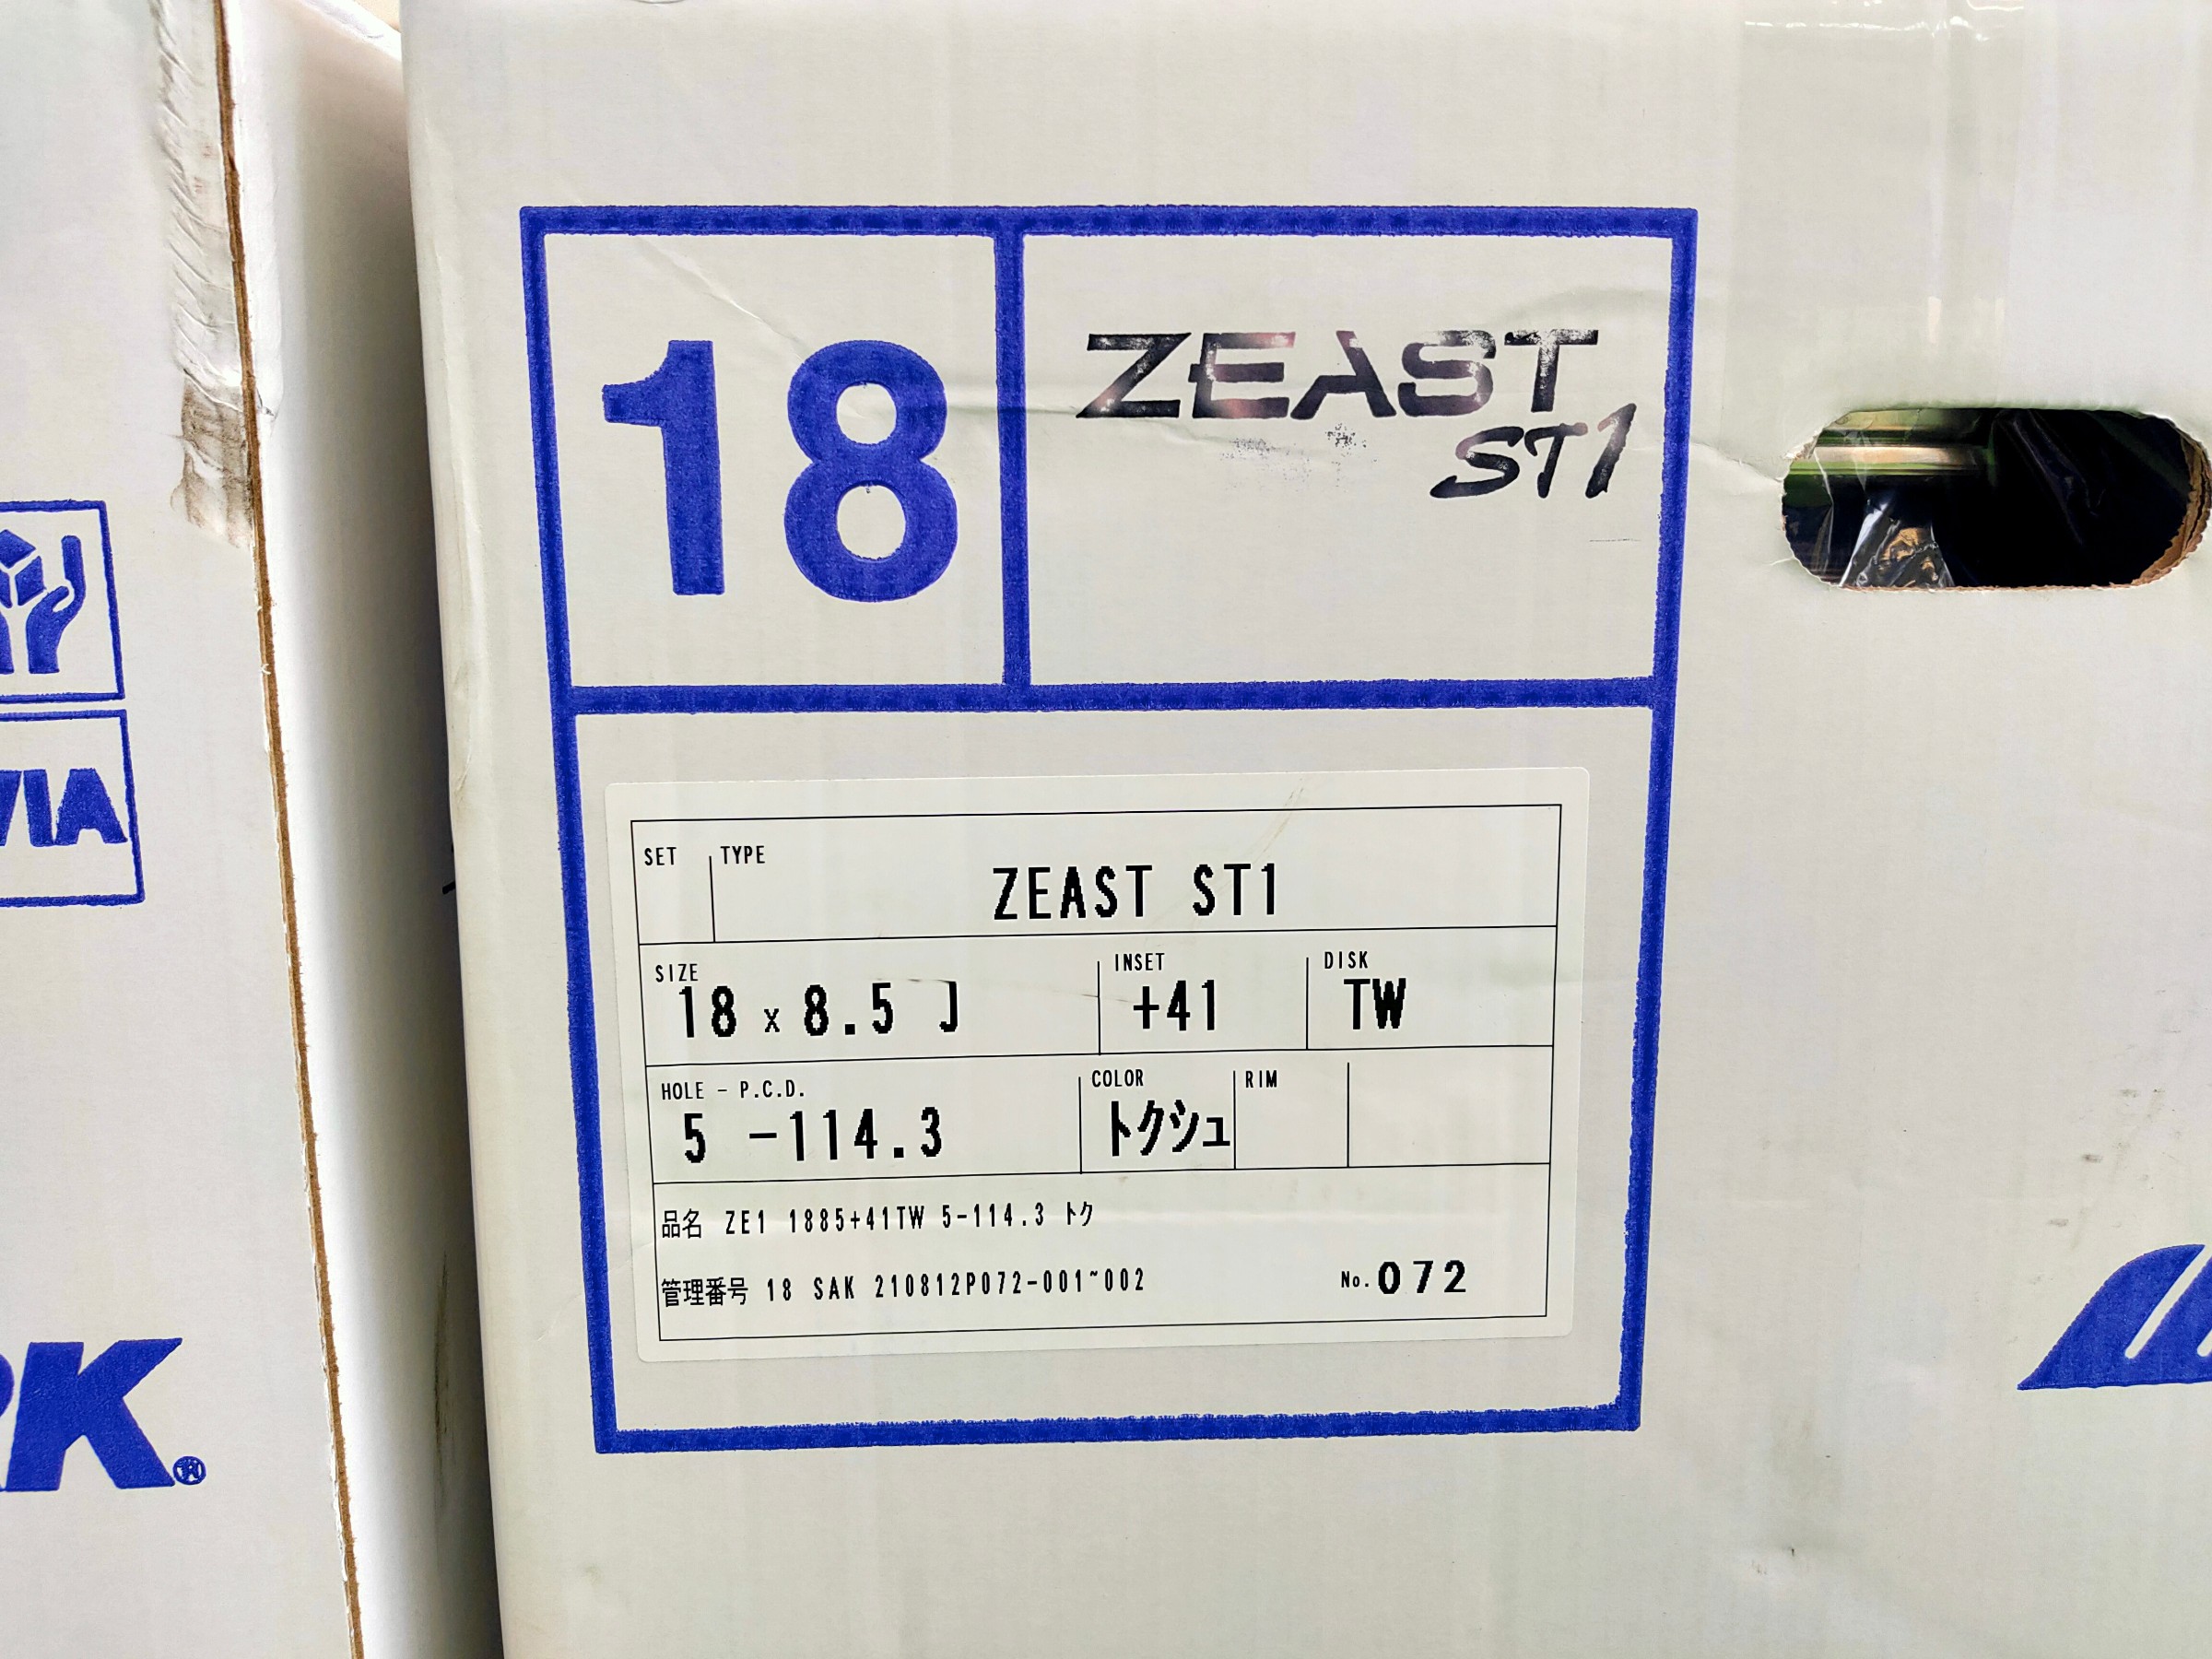 18
ZEAST
ST1
VIA
RK®
SET TYPE
ZEAST ST1
SIZE INSET DISK
18 x 8.5 J +41 TW
HOLE - P.C.D. COLOR RIM
5 -114.3 トクシュ
品名 ZE1 1885+41TW 5-114.3 トク
管理番号 18 SAK 210812P072-001~002 No.072